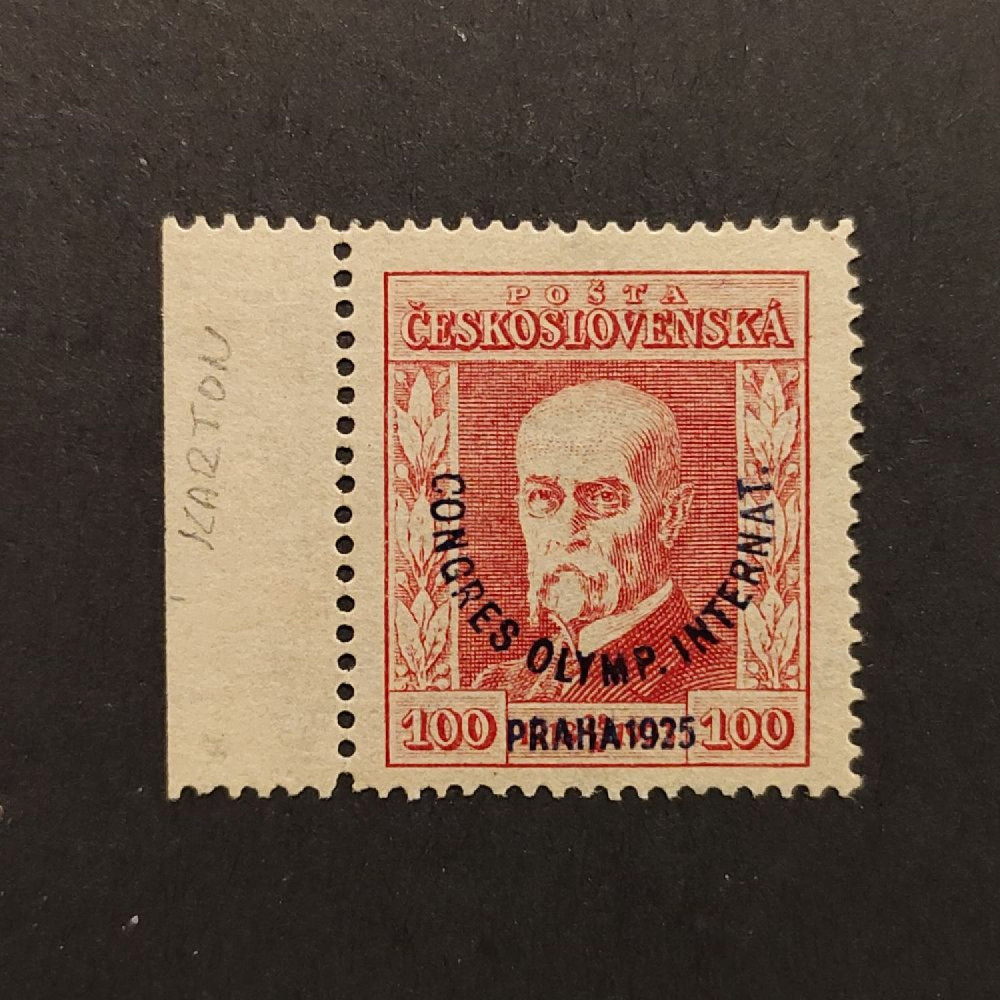 KARTON
POŠTA
ČESKOSLOVENSKÁ
CONGRES OLYMP. INTERNAT.
100 PRAHA 1925 100